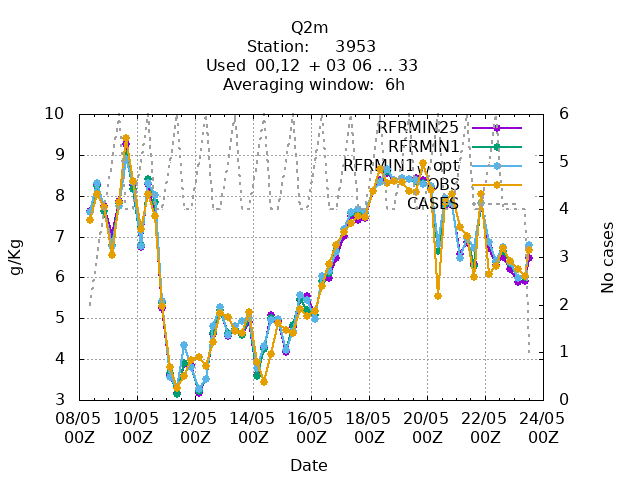 Q2m
Station: 3953
Used 00,12 + 03 06 ... 33
Averaging window: 6h
10
9
8
7
6
5
4
3
g/Kg
6
5
4
3
2
1
0
No cases
RFRMIN25
RFRMIN1
RFRMIN1_opt
OBS
CASES
08/05 10/05 12/05 14/05 16/05 18/05 20/05 22/05 24/05
00Z 00Z 00Z 00Z 00Z 00Z 00Z 00Z 00Z
Date